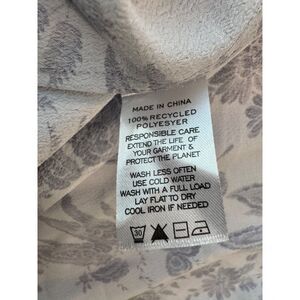 MADE IN CHINA
100% RECYCLED
POLYESYER
RESPONSIBLE CARE
EXTEND THE LIFE OF
YOUR GARMENT &
PROTECT THE PLANET
WASH LESS OFTEN
USE COLD WATER
WASH WITH A FULL LOAD
LAY FLAT TO DRY
COOL IRON IF NEEDED
30